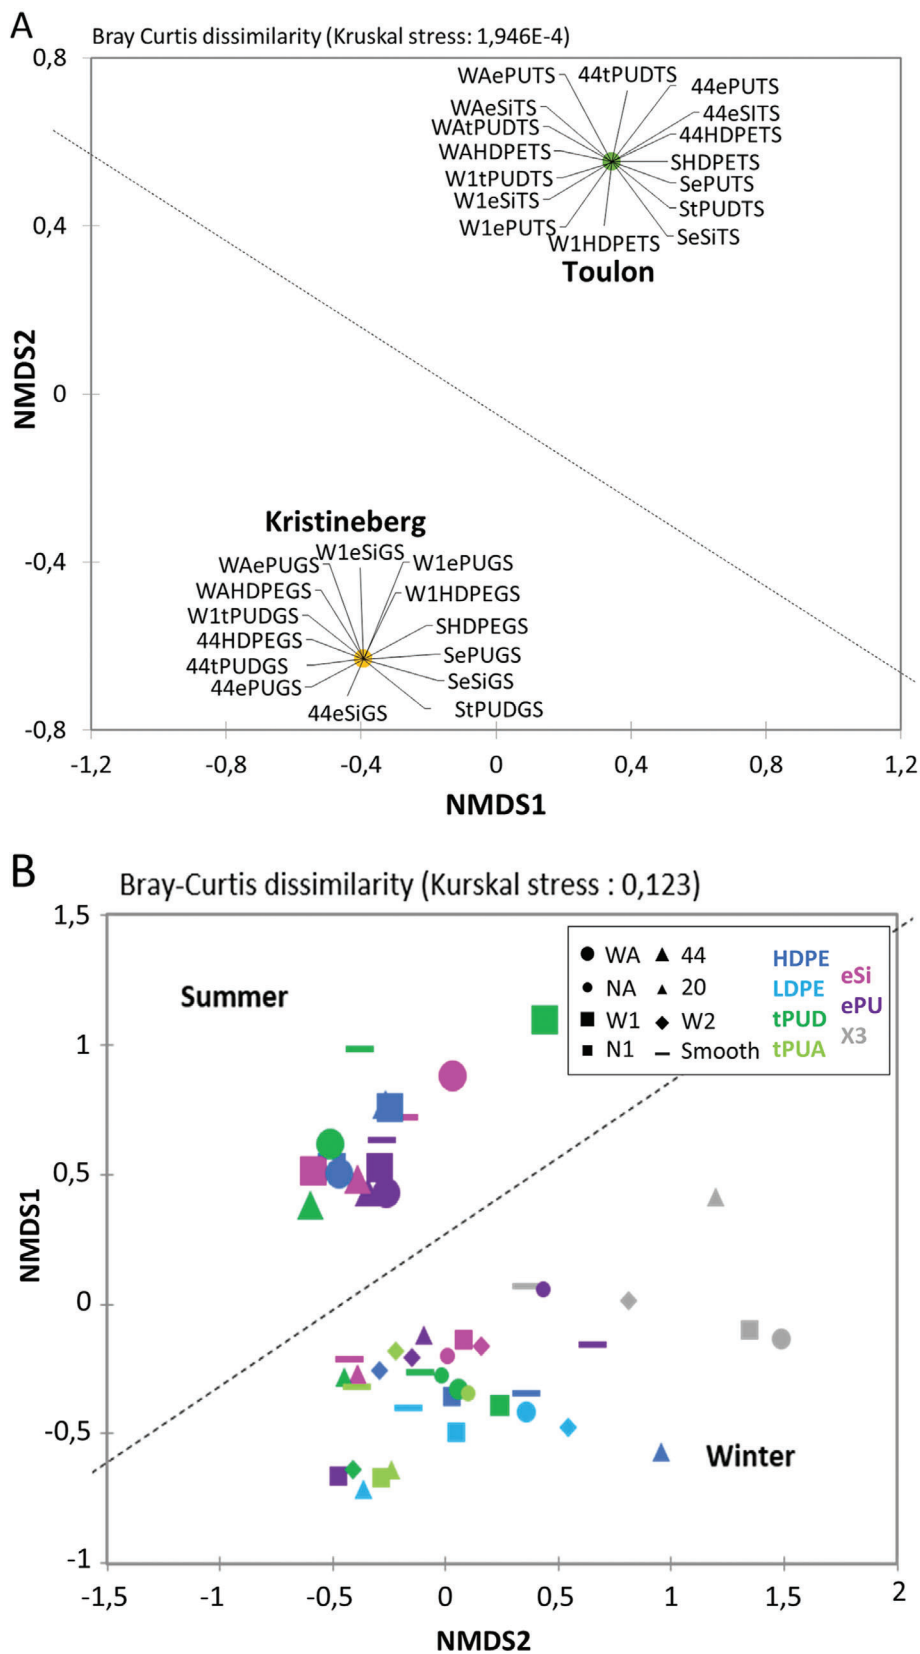 A
Bray Curtis dissimilarity (Kruskal stress: 1,946E-4)
0,8
WAePUTS
44tPUDTS
44ePUTS
WAeSiTS
44eSITS
WAtPUDTS
44HDPETS
WAHDPETS
SHDPETS
W1tPUDTS
SePUTS
W1eSiTS
StPUDTS
W1ePUTS
W1HDPETS
SeSiTS
Toulon
0,4
NMDS2
0
Kristineberg
-0,4
W1eSiGS
WAePUGS
W1ePUGS
WAHDPEGS
W1HDPEGS
W1tPUDGS
SHDPEGS
44HDPEGS
SePUGS
44tPUDGS
SeSiGS
44ePUGS
StPUDGS
44eSiGS
-0,8
-1,2 -0,8 -0,4 0 0,4 0,8 1,2
NMDS1
B
Bray-Curtis dissimilarity (Kurskal stress : 0,123)
1,5
WA 44 HDPE
eSi
NA 20 LDPE
ePU
W1 W2 tPUD
X3
N1 Smooth tPUA
Summer
1
0,5
NMDS1
0
-0,5
Winter
-1
-1,5 -1 -0,5 0 0,5 1 1,5 2
NMDS2